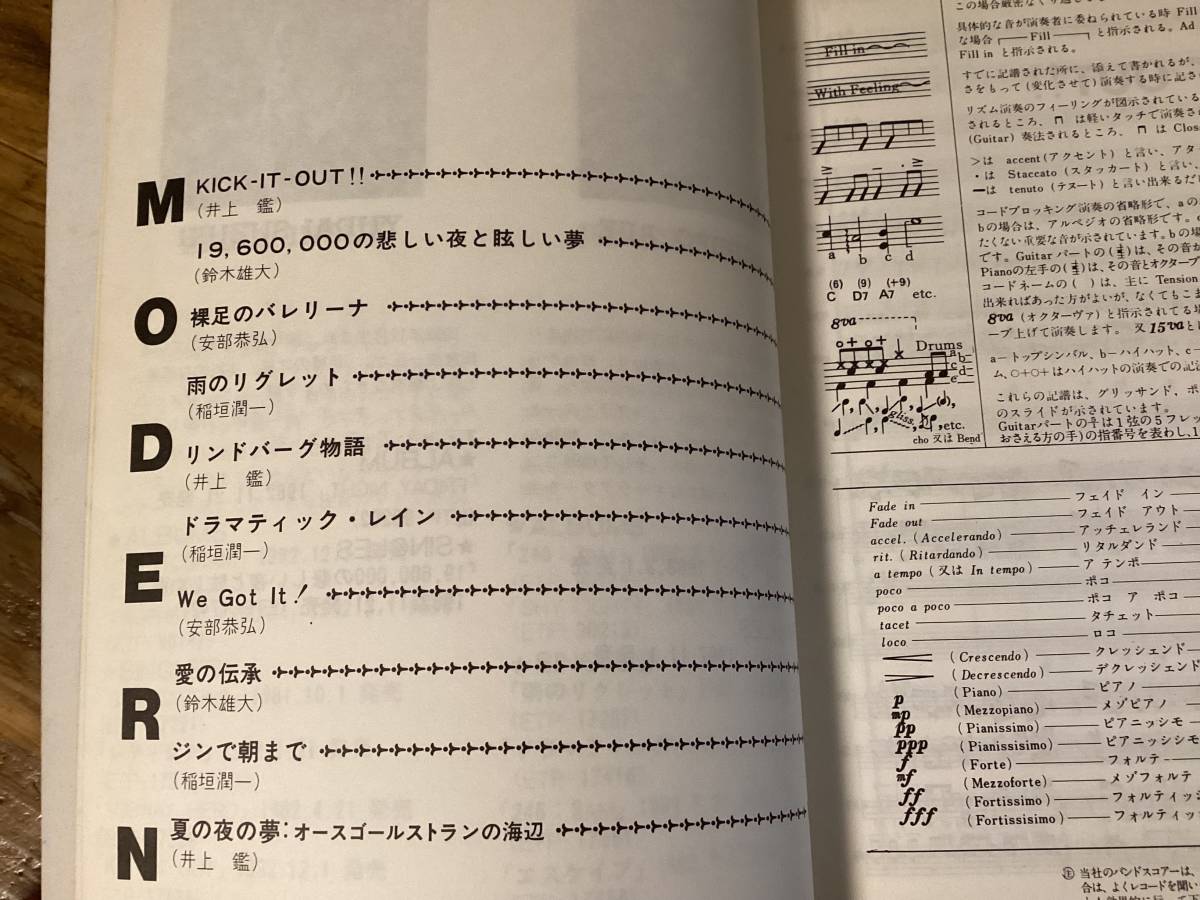 M
KICK-IT-OUT!!
(井上 鑑)
19,600,000の悲しい夜と眩しい夢
(鈴木雄大)
O
裸足のバレリーナ
(安部恭弘)
雨のリグレット
(稲垣潤一)
D
リンドバーグ物語
(井上 鑑)
ドラマティック・レイン
(稲垣潤一)
E
We Got It!
(安部恭弘)
R
愛の伝承
(鈴木雄大)
ジンで朝まで
(稲垣潤一)
N
夏の夜の夢:オースゴールストランの海辺
(井上 鑑)
具体的な音が演奏者に委ねられている時 Fill
な場合 Fill と指示される。Ad
Fill in と指示される。
Fill in
すでに記譜された所に、添えて書かれるが、
さをもって(変化させて)演奏する時に記さ
With Feeling
リズム演奏のフィーリングが図示されている
されるところ、⊓ は軽いタッチで演奏さ
(Guitar) 奏法されるところ、⊓ は Clos
>は accent(アクセント) と言い、アタ
・は Staccato (スタッカート) と言い、
ーは tenuto (テヌート) と言い出来るだ
コードブロッキング演奏の省略形で、aの
bの場合は、アルペジオの省略形です。
たくない重要な音が示されています。bの場
です。Guitar パートの( )は、その音か
Pianoの左手の( )は、その音とオクターブ
a b c d
コードネームの ( )は、主に Tension
出来ればあった方がよいが、なくてもこま
(6) (9) (+9)
C D7 A7 etc.
8va (オクターヴァ) と指示されてる場
ーブ上げて演奏します。又15vaと
8va
Drums
a
b
c
d
e
aートップシンバル、bーハイハット、cー
ム、○+○+はハイハットの演奏での記
これらの記譜は、グリッサンド、ポ
のスライドが示されています。
gliss.
etc.
cho 又は Bend
おさえる方の手)の指番号を表わし、1
Fade in フェイド イン
Fade out フェイド アウト
accel. (Accelerando) アッチェレランド
rit. (Ritardando) リタルダンド
a tempo (又は In tempo) ア テンポ
poco ポコ
poco a poco ポコ ア ポコ
tacet タチェット
loco ロコ
(Crescendo) クレッシェンド
(Decrescendo) デクレッシェンド
p (Piano) ピアノ
mp (Mezzopiano) メゾピアノ
pp (Pianissimo) ピアニッシモ
ppp (Pianissisimo) ピアニッシシモ
f (Forte) フォルテ
mf (Mezzoforte) メゾフォルテ
ff (Fortissimo) フォルティッシ
fff (Fortissisimo) フォルティッ
当社のバンドスコアーは、
合は、よくレコードを聞い